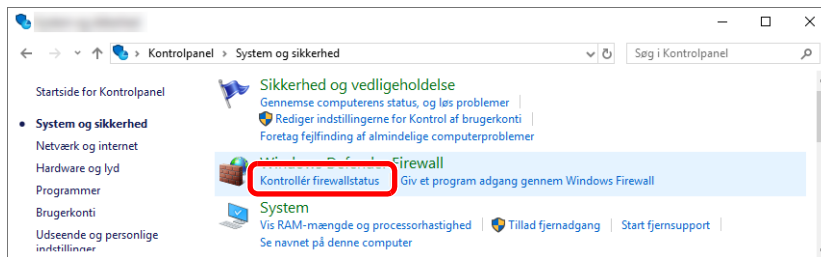 Kontrolpanel › System og sikkerhed
Søg i Kontrolpanel
Startside for Kontrolpanel
System og sikkerhed
Netværk og internet
Hardware og lyd
Programmer
Brugerkonti
Udseende og personlige
indstillinger
Sikkerhed og vedligeholdelse
Gennemse computerens status, og løs problemer
Rediger indstillingerne for Kontrol af brugerkonti
Foretag fejlfinding af almindelige computerproblemer
Windows Defender Firewall
Kontrollér firewallstatus
Giv et program adgang gennem Windows Firewall
System
Vis RAM-mængde og processorhastighed
Tillad fjernadgang
Start fjernsupport
Se navnet på denne computer